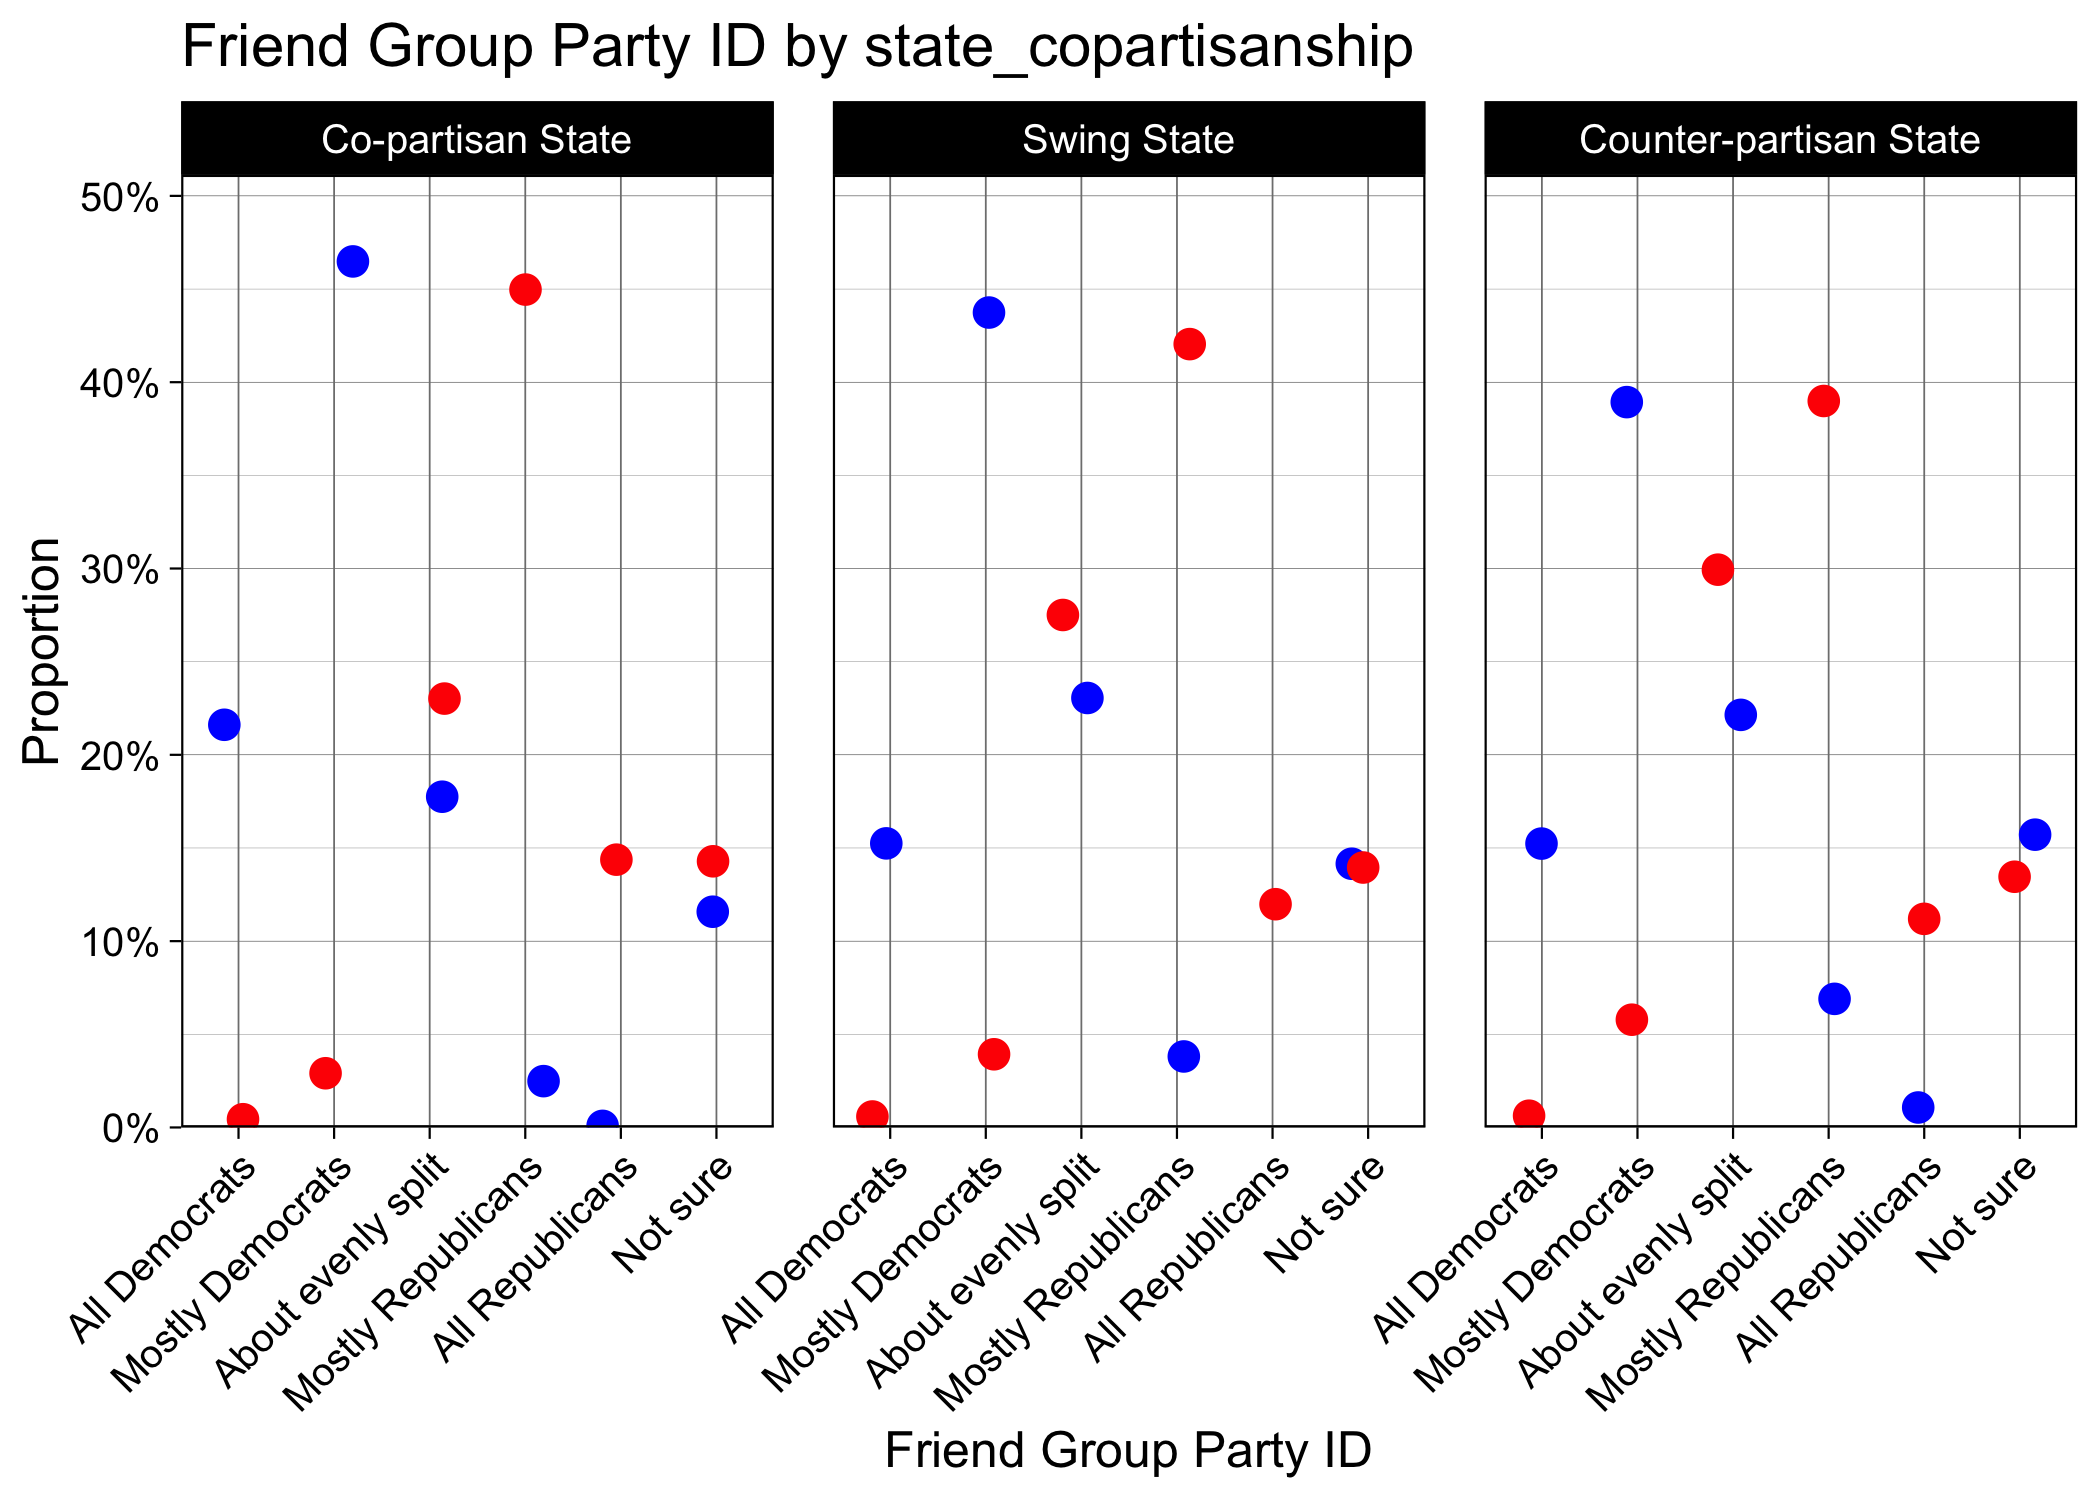 Friend Group Party ID by state_copartisanship
Co-partisan State
Swing State
Counter-partisan State
Proportion
50%
40%
30%
20%
10%
0%
All Democrats
Mostly Democrats
About evenly split
Mostly Republicans
All Republicans
Not sure
All Democrats
Mostly Democrats
About evenly split
Mostly Republicans
All Republicans
Not sure
All Democrats
Mostly Democrats
About evenly split
Mostly Republicans
All Republicans
Not sure
Friend Group Party ID